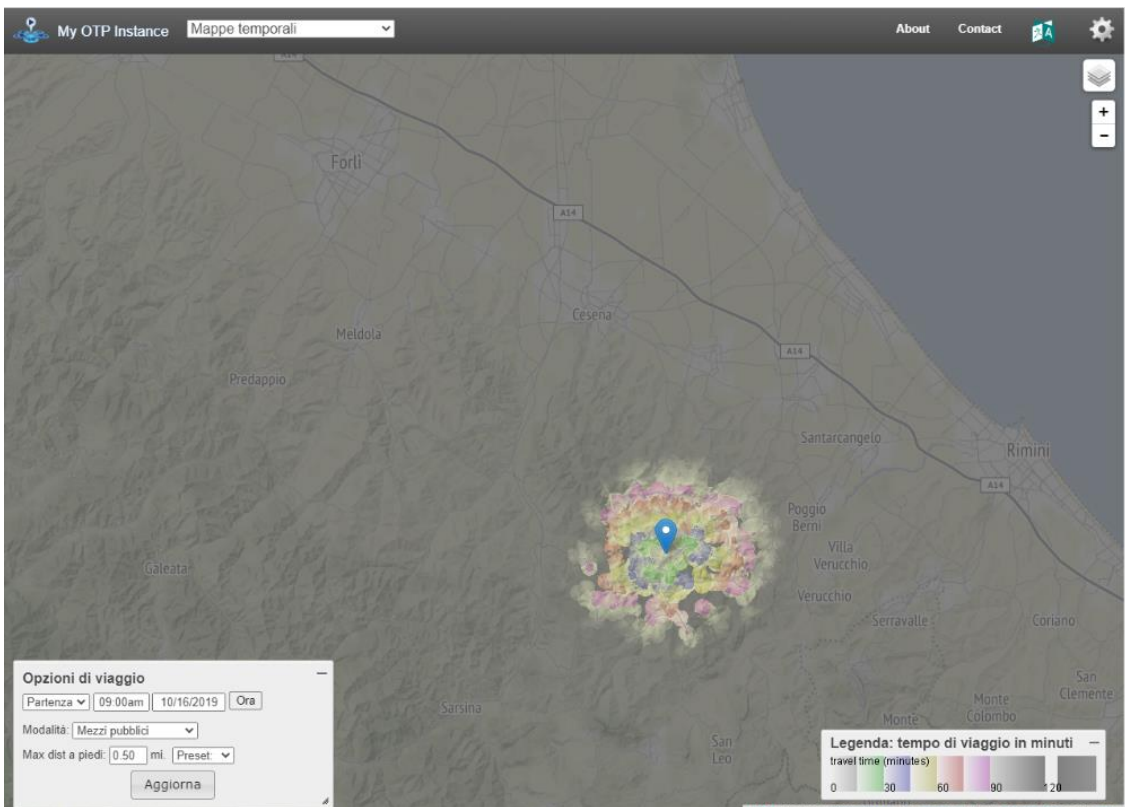 My OTP Instance Mappe temporali About Contact
A14
Forlì
A14
+
−
Cesena
Meldola
A14
Predappio
Santarcangelo
Rimini
A14
Poggio
Berni
Villa
Verucchio
Galeata
Verucchio
Serravalle
Coriano
San
Clemente
Monte
Colombo
Monte
Sarsina
San
Leo
Opzioni di viaggio
Partenza 09:00am 10/16/2019 Ora
Modalità: Mezzi pubblici
Max dist a piedi: 0.50 mi. Preset:
Aggiorna
Legenda: tempo di viaggio in minuti
travel time (minutes)
0 30 60 90 120